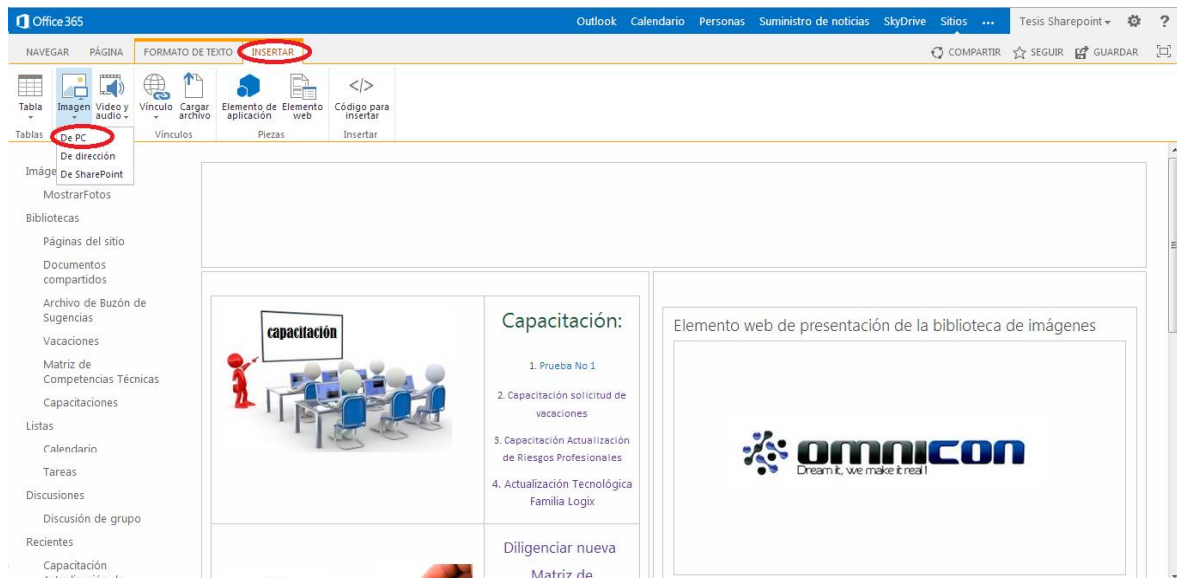 Office 365
Outlook Calendario Personas Suministro de noticias SkyDrive Sitios ... Tesis Sharepoint ?
NAVEGAR PÁGINA FORMATO DE TEXTO INSERTAR COMPARTIR SEGUIR GUARDAR
Tabla Imagen Video y audio Vínculo Cargar archivo Elemento de aplicación Elemento web </> Código para insertar
Tablas Vínculos Piezas Insertar
De PC
De dirección
De SharePoint
Imáge
MostrarFotos
Bibliotecas
Páginas del sitio
Documentos
compartidos
Archivo de Buzón de
Sugencias
Vacaciones
Matriz de
Competencias Técnicas
Capacitaciones
Listas
Calendario
Tareas
Discusiones
Discusión de grupo
Recientes
Capacitación
capacitación
Capacitación:
1. Prueba No 1
2. Capacitación solicitud de
vacaciones
3. Capacitación Actualización
de Riesgos Profesionales
4. Actualización Tecnológica
Familia Logix
Diligenciar nueva
Matriz de
Elemento web de presentación de la biblioteca de imágenes
omnicon
Dream it, we make it real!